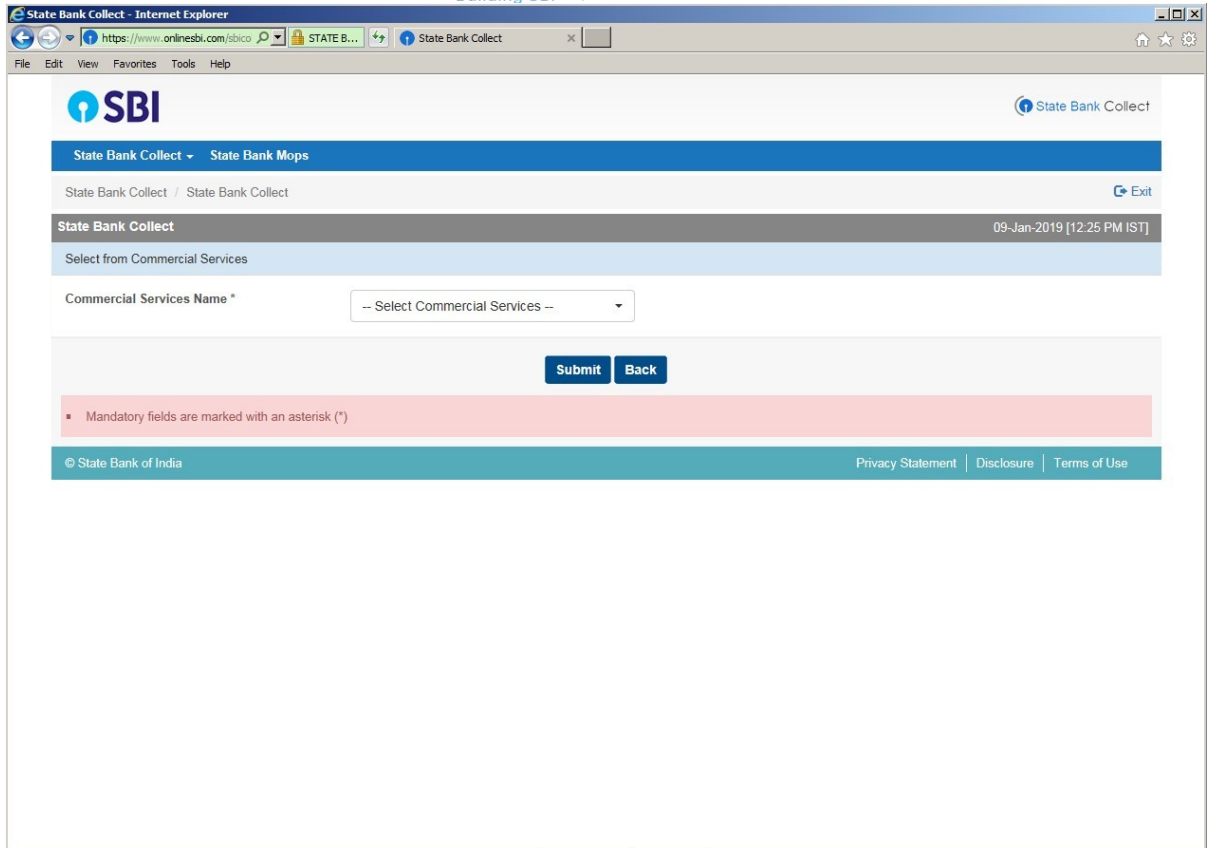 State Bank Collect - Internet Explorer
https://www.onlinesbi.com/sbico STATE B... State Bank Collect
File Edit View Favorites Tools Help
SBI
State Bank Collect
State Bank Collect State Bank Mops
State Bank Collect / State Bank Collect
Exit
State Bank Collect 09-Jan-2019 [12:25 PM IST]
Select from Commercial Services
Commercial Services Name *
-- Select Commercial Services --
Submit Back
Mandatory fields are marked with an asterisk (*)
© State Bank of India Privacy Statement | Disclosure | Terms of Use